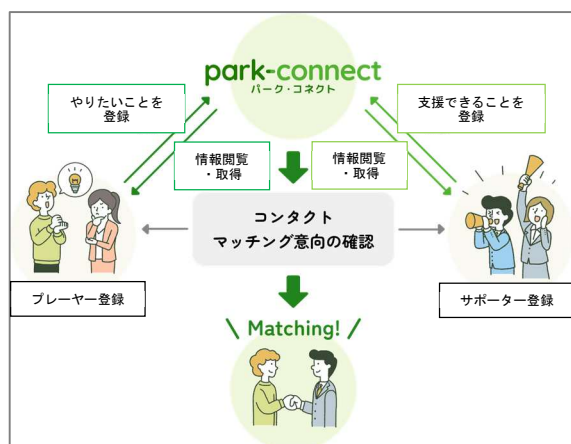 park-connect
パーク・コネクト
やりたいことを
登録
支援できることを
登録
情報閲覧
・取得
情報閲覧
・取得
コンタクト
マッチング意向の確認
プレーヤー登録
サポーター登録
Matching!